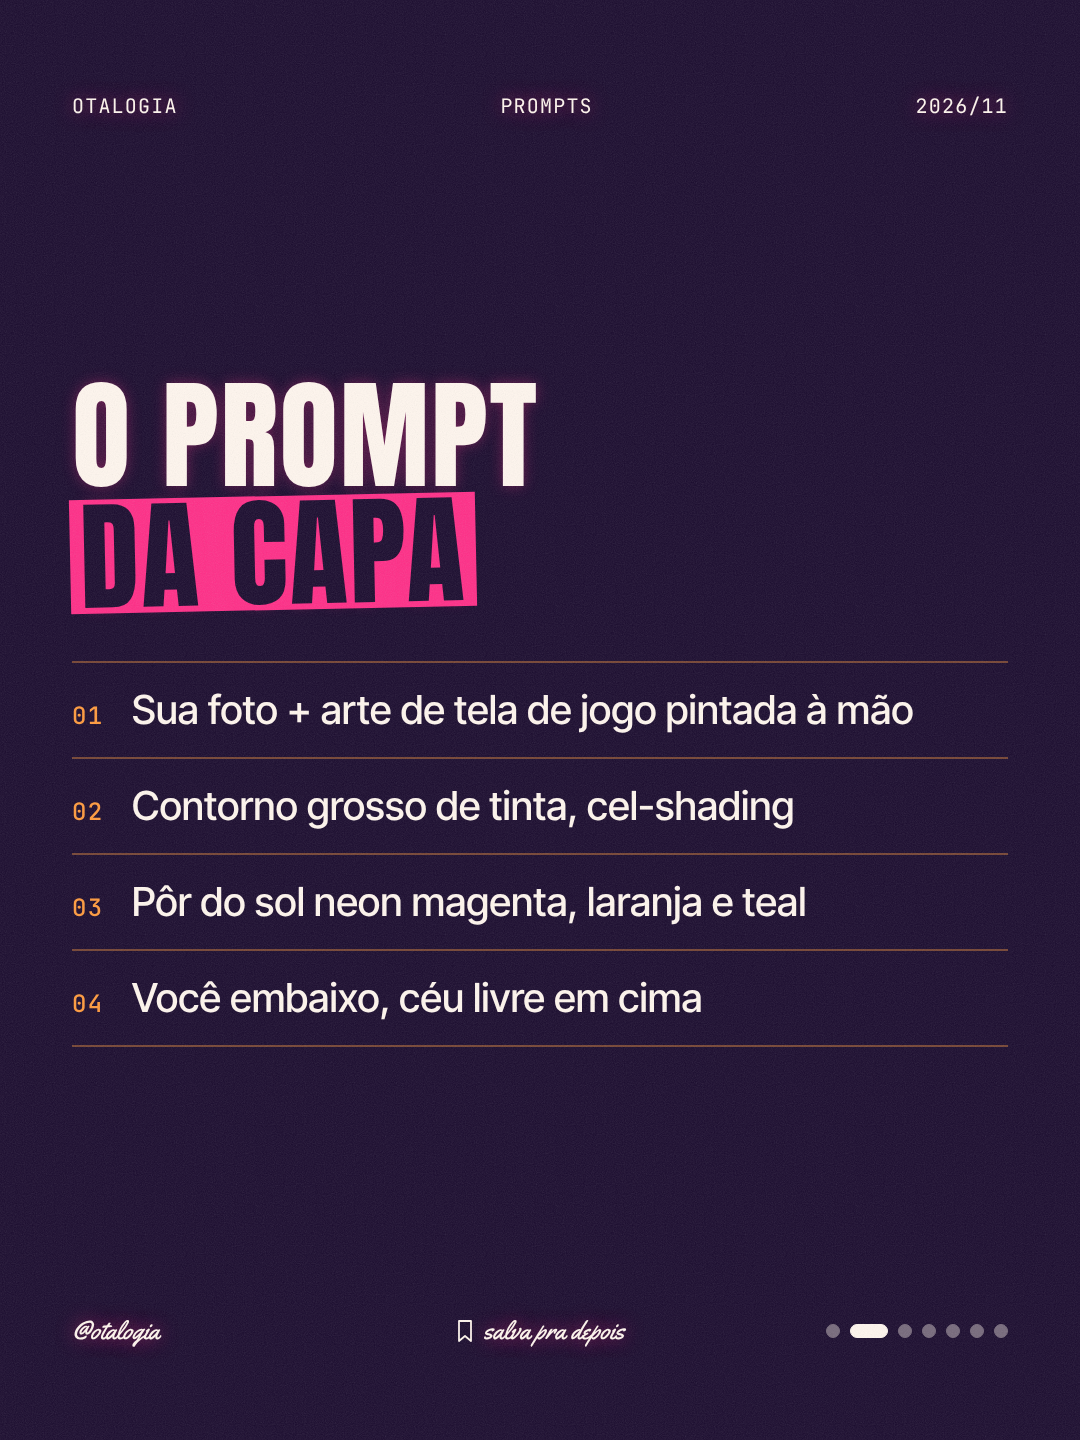 OTALOGIA PROMPTS 2026/11
O PROMPT
DA CAPA
01 Sua foto + arte de tela de jogo pintada à mão
02 Contorno grosso de tinta, cel-shading
03 Pôr do sol neon magenta, laranja e teal
04 Você embaixo, céu livre em cima
@otalogia salva pra depois